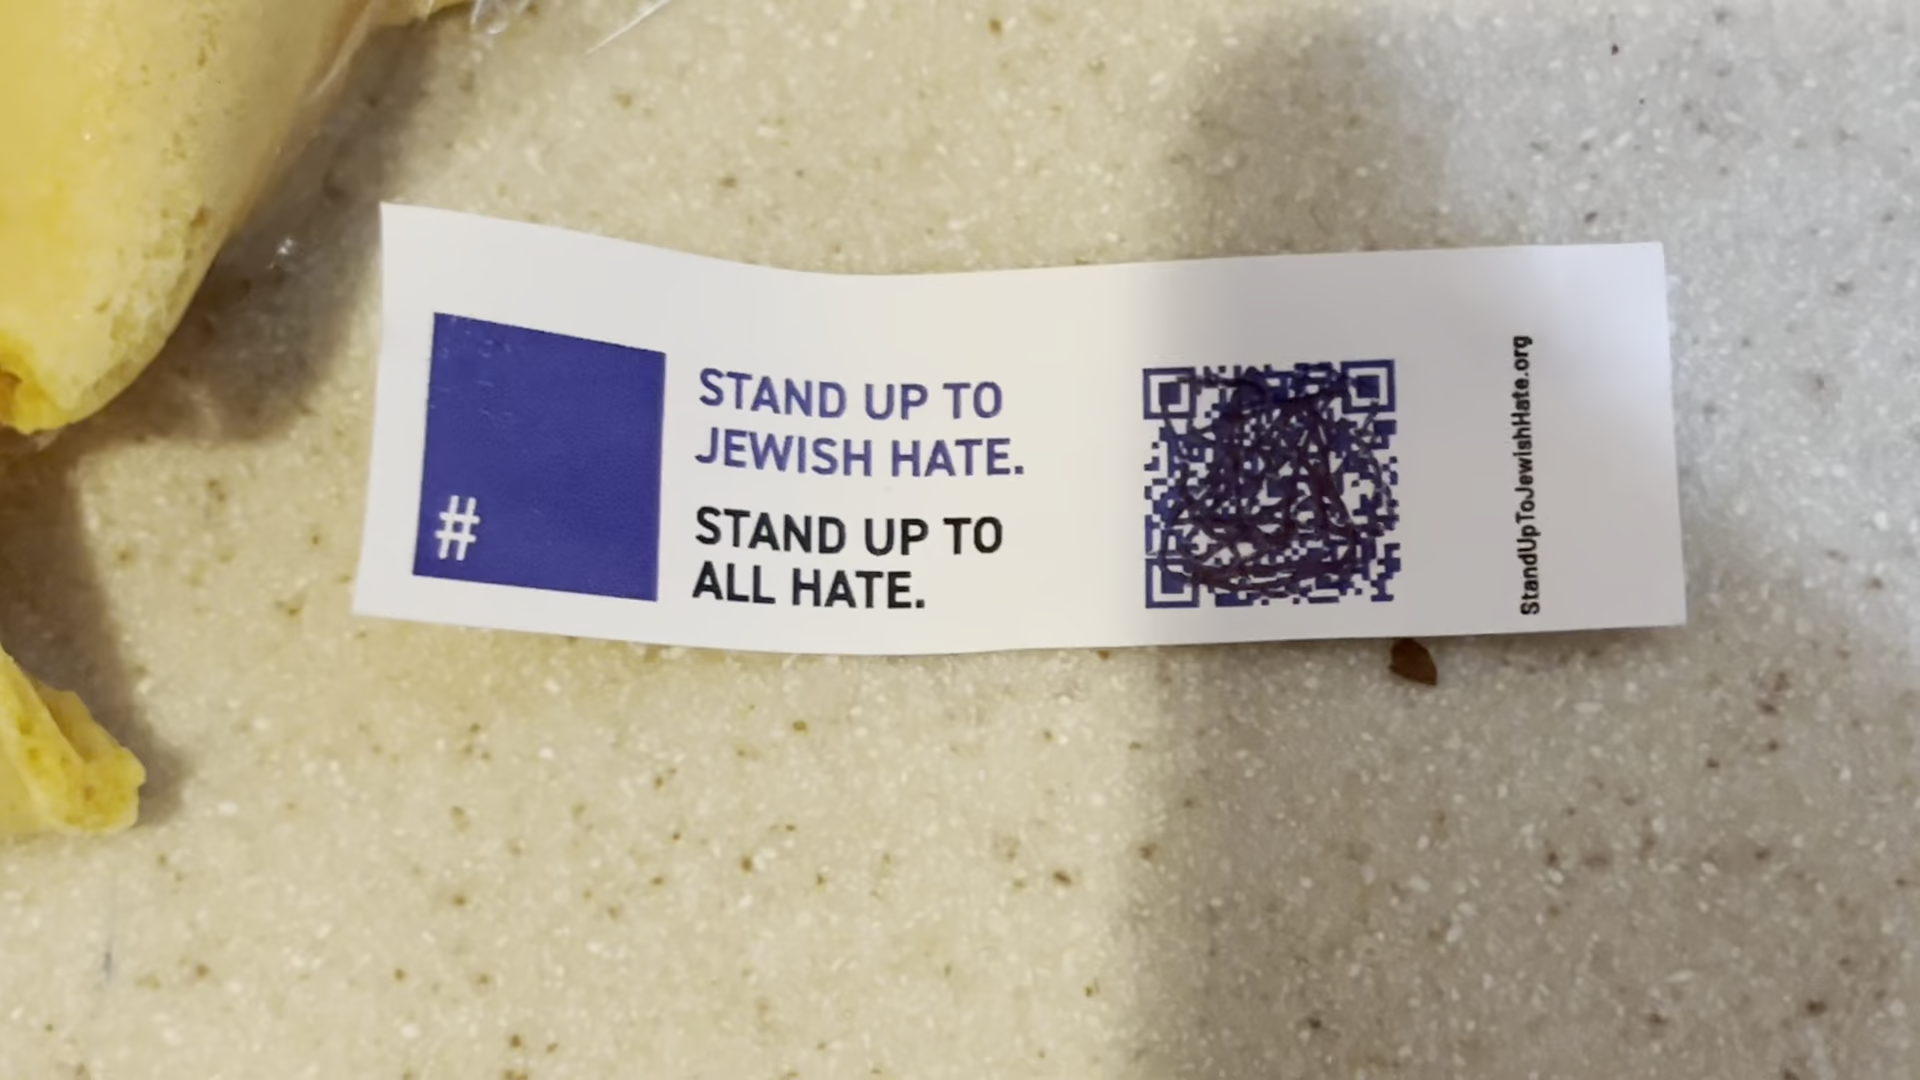 #
STAND UP TO
JEWISH HATE.
STAND UP TO
ALL HATE.
StandUpToJewishHate.org